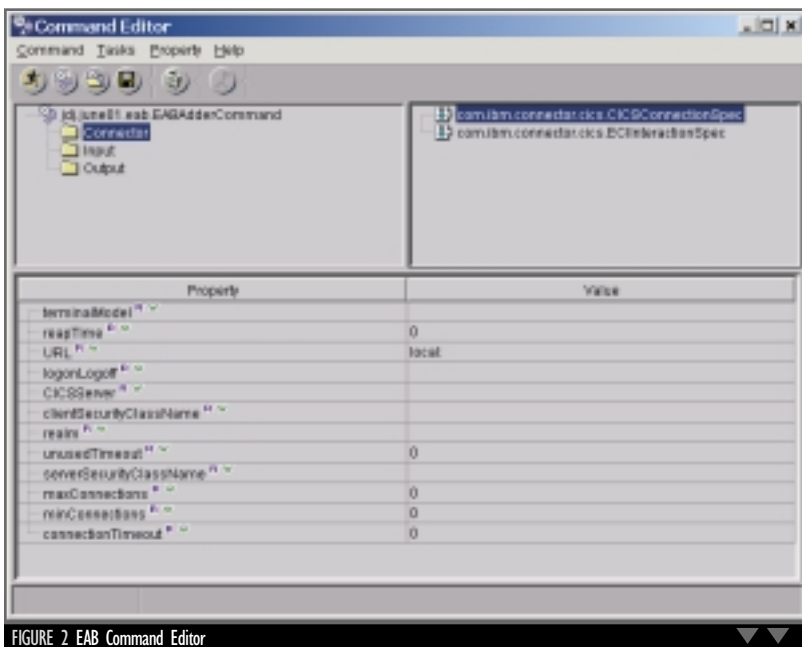 Command Editor
Command Tasks Property Help
jdj.june01.eab.EABAdderCommand
Connector
Input
Output
com.ibm.connector.cics.CICSConnectionSpec
com.ibm.connector.cics.ECIInteractionSpec
Property Value
terminalModel R W
reapTime R W 0
URL R W local:
logonLogoff R W
CICSServer R W
clientSecurityClassName R W
realm R W
unusedTimeout R W 0
serverSecurityClassName R W
maxConnections R W 0
minConnections R W 0
connectionTimeout R W 0
FIGURE 2 EAB Command Editor